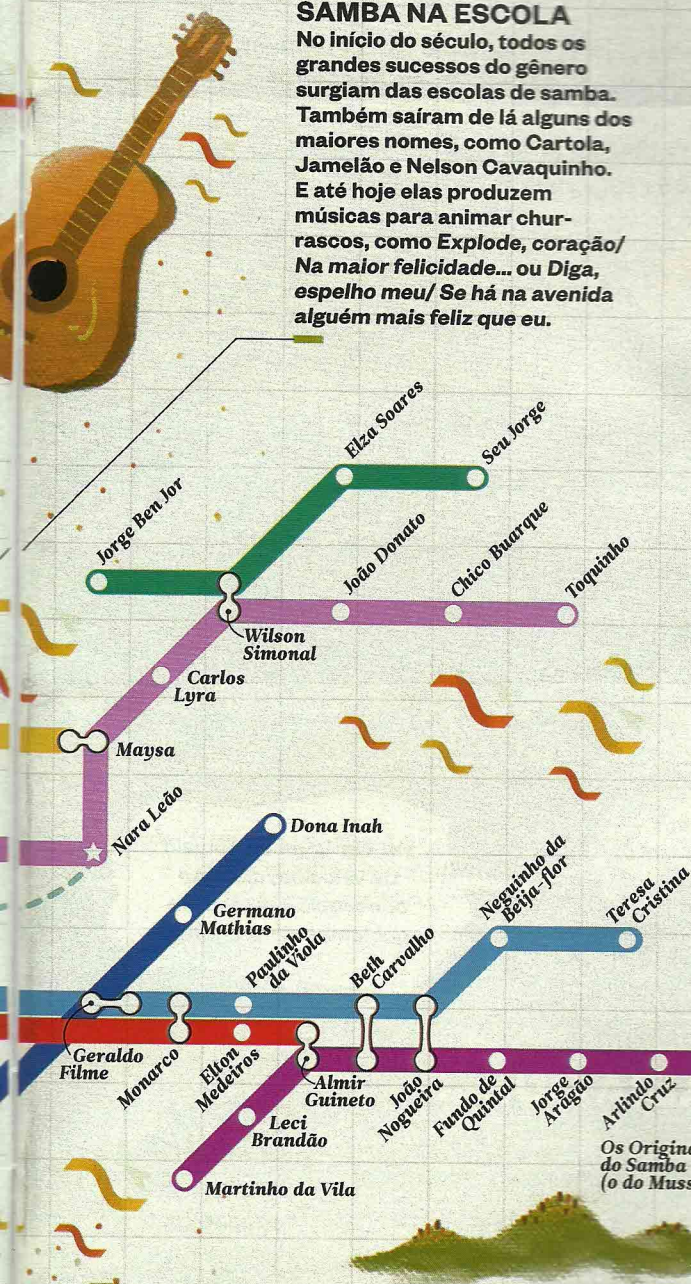 SAMBA NA ESCOLA
No início do século, todos os
grandes sucessos do gênero
surgiam das escolas de samba.
Também saíram de lá alguns dos
maiores nomes, como Cartola,
Jamelão e Nelson Cavaquinho.
E até hoje elas produzem
músicas para animar chur-
rascos, como Explode, coração/
Na maior felicidade... ou Diga,
espelho meu/ Se há na avenida
alguém mais feliz que eu.
Elza Soares
Seu Jorge
Jorge Ben Jor
João Donato
Chico Buarque
Toquinho
Wilson
Simonal
Carlos
Lyra
Maysa
Nara Leão
Dona Inah
Germano
Mathias
Paulinho
da Viola
Beth
Carvalho
Neguinho da
Beija-flor
Teresa
Cristina
Geraldo
Filme
Monarco
Elton
Medeiros
Almir
Guineto
João
Nogueira
Fundo de
Quintal
Jorge
Aragão
Arlindo
Cruz
Leci
Brandão
Martinho da Vila
Os Origina
do Samba
(o do Muss